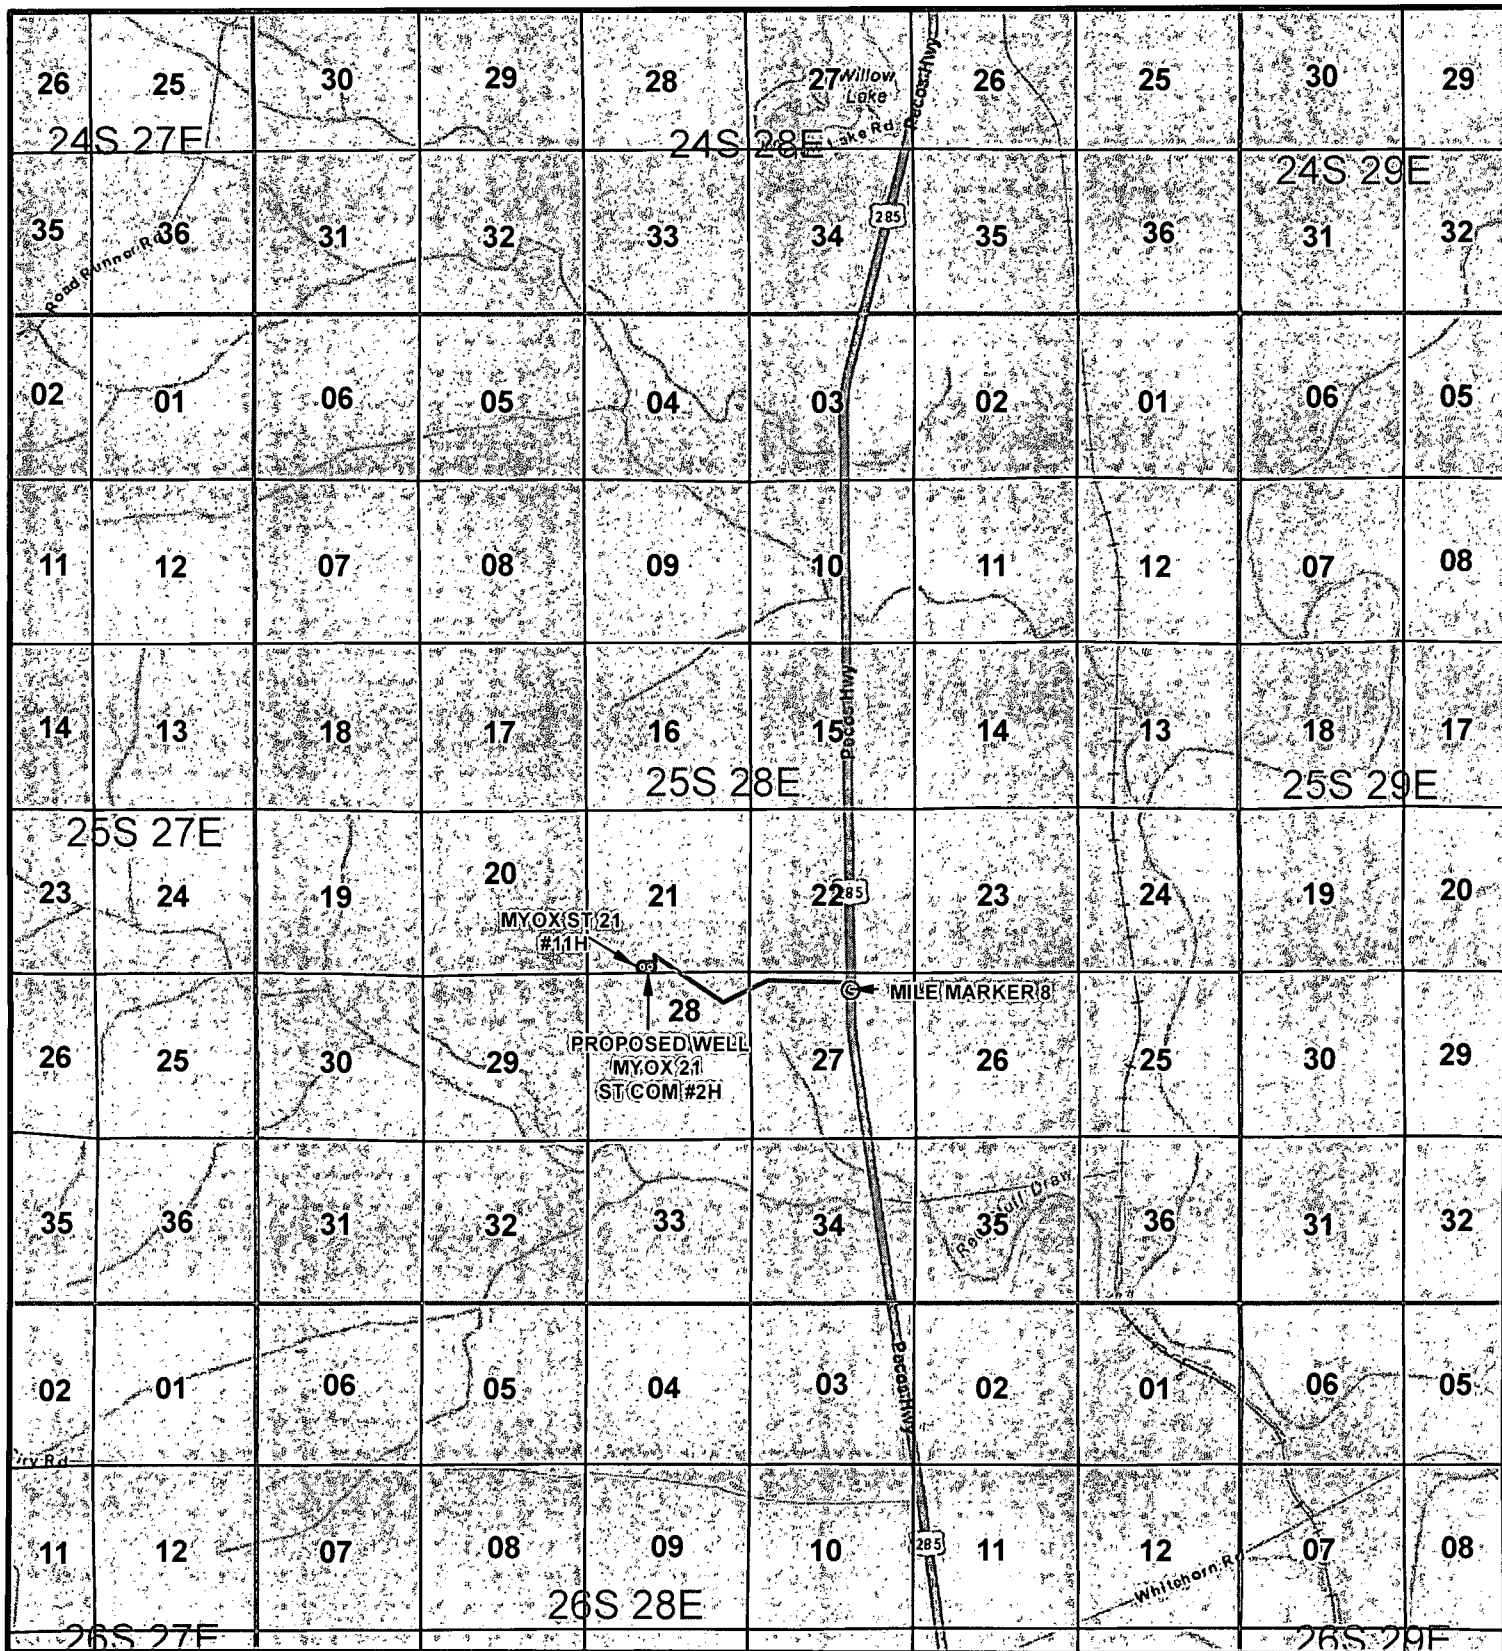 26 25 30 29 28 27 Willow Lake 26 25 30 29
Pecos Hwy
24S 27E 24S 28E Lake Rd
24S 29E
35 36 31 32 33 34 285 35 36 31 32
Road Runner Rd
02 01 06 05 04 03 02 01 06 05
11 12 07 08 09 10 11 12 07 08
14 13 18 17 16 15 14 13 18 17
Pecos Hwy
25S 28E 25S 29E
25S 27E
23 24 19 20 21 22 285 23 24 19 20
MYOX ST 21
#11H
MILE MARKER 8
28
PROPOSED WELL
MYOX 21
ST COM #2H
26 25 30 29 27 26 25 30 29
35 36 31 32 33 34 35 36 31 32
Draw
02 01 06 05 04 03 02 01 06 05
Pecos Hwy
11 12 07 08 09 10 285 11 12 07 08
Whitehorn Rd
26S 28E
26S 27E 26S 29E